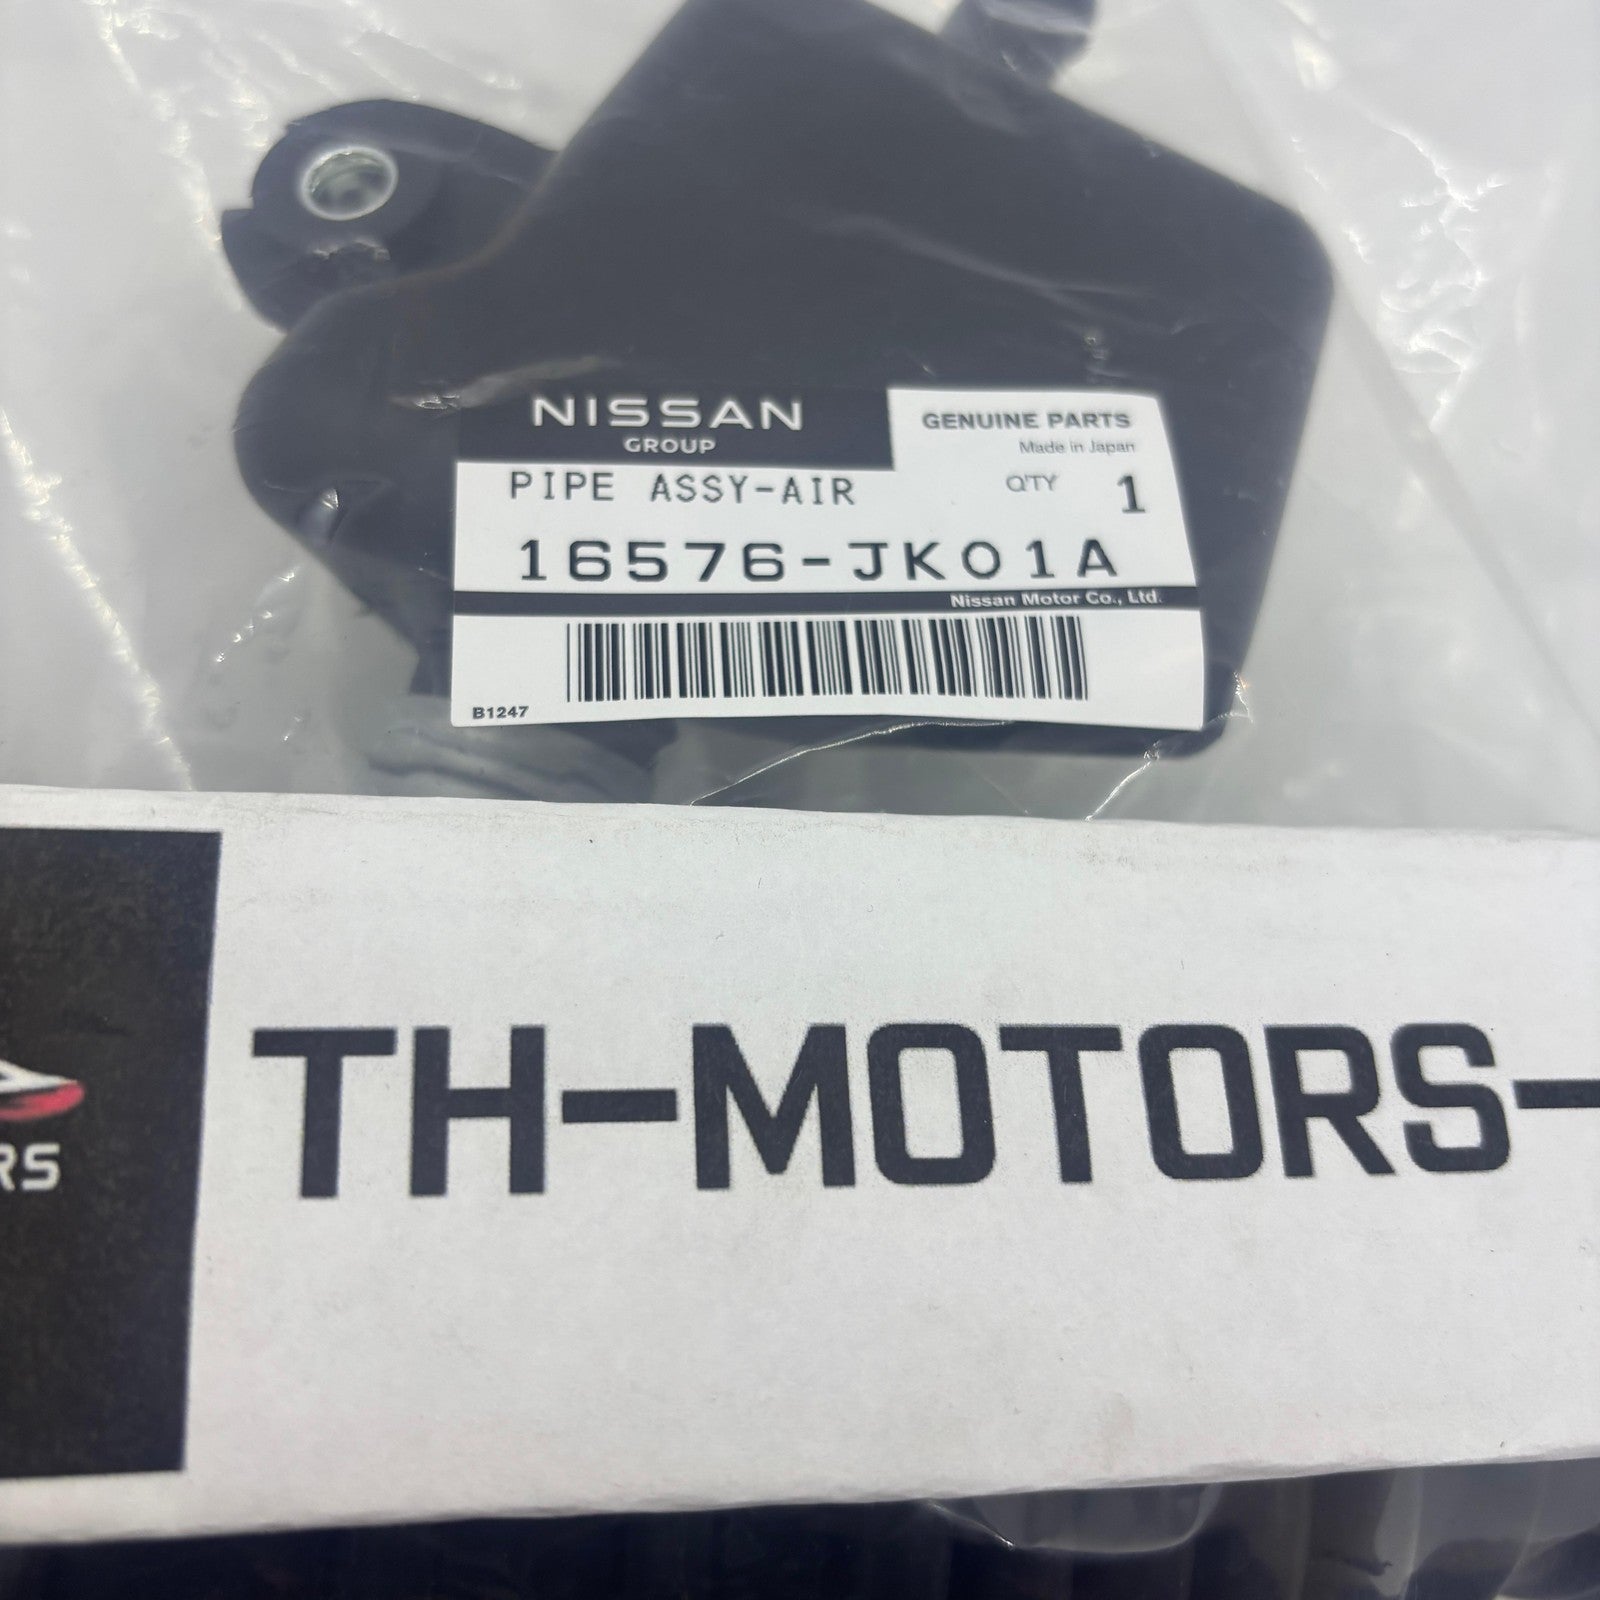 NISSAN
GROUP
GENUINE PARTS
Made in Japan
PIPE ASSY-AIR
Q'TY 1
16576-JK01A
Nissan Motor Co., Ltd.
B1247
TH-MOTORS-
RS